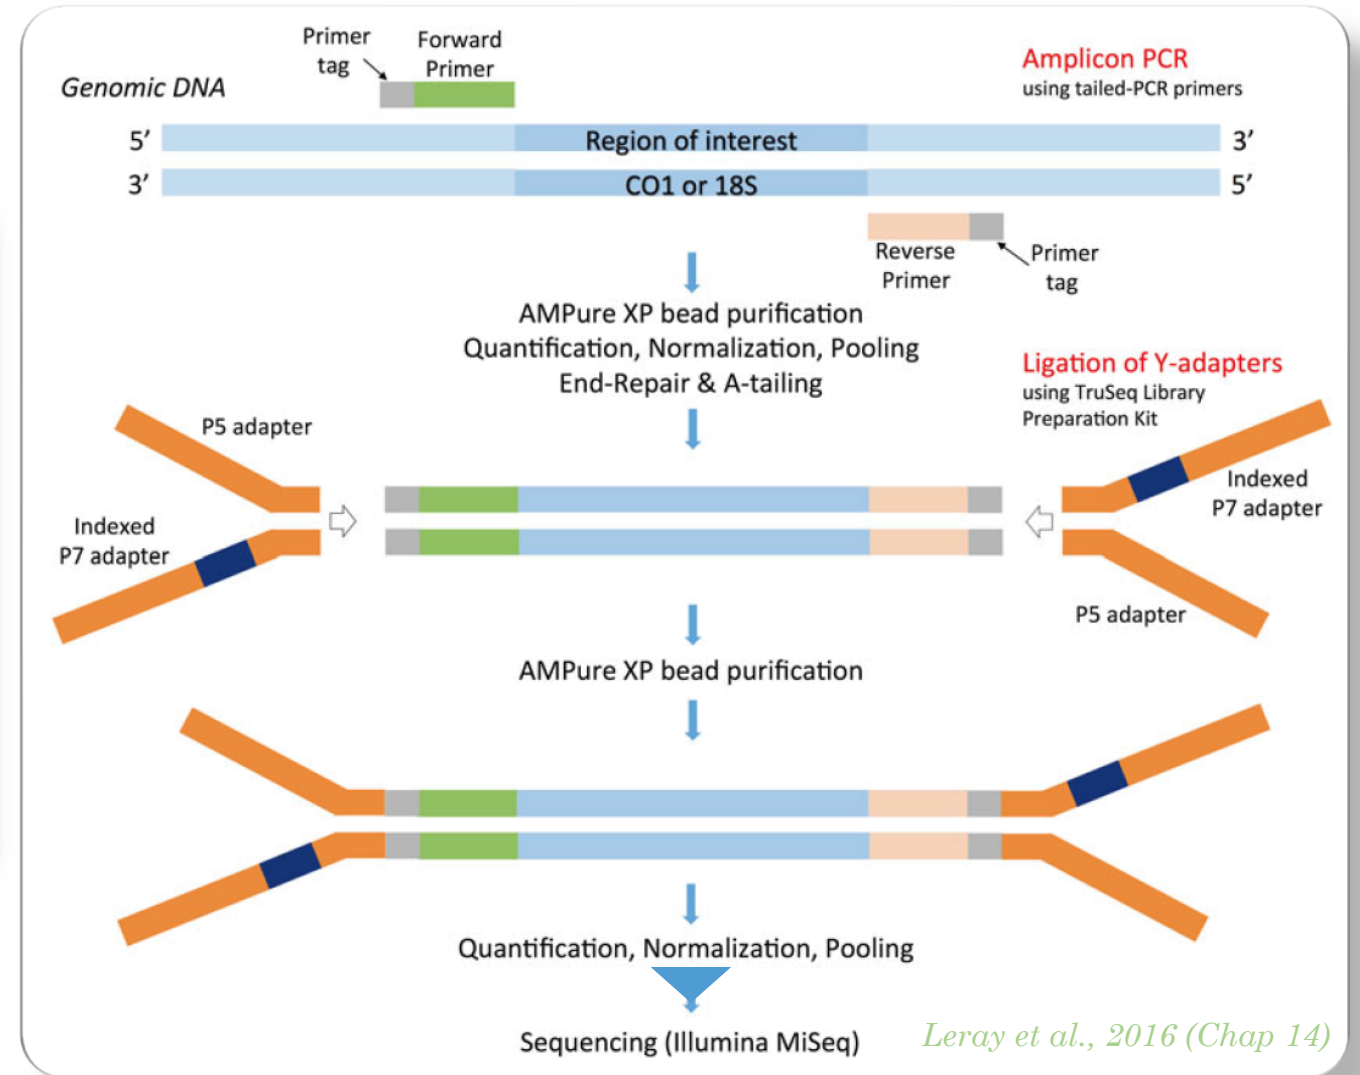 Primer
tag
Forward
Primer
Genomic DNA
Amplicon PCR
using tailed-PCR primers
5’ Region of interest 3’
3’ CO1 or 18S 5’
Reverse
Primer
Primer
tag
AMPure XP bead purification
Quantification, Normalization, Pooling
End-Repair & A-tailing
Ligation of Y-adapters
using TruSeq Library
Preparation Kit
P5 adapter
Indexed
P7 adapter
Indexed
P7 adapter
P5 adapter
AMPure XP bead purification
Quantification, Normalization, Pooling
Sequencing (Illumina MiSeq)
Leray et al., 2016 (Chap 14)